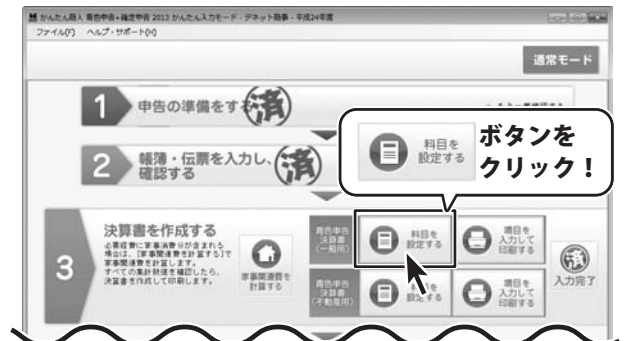 かんたん商人 青色申告+確定申告 2013 かんたん入力モード - デネット商事 - 平成24年度
ファイル(F) ヘルプ・サポート(H)
通常モード
1 申告の準備をする 済
2 帳簿・伝票を入力し、
確認する 済
科目を
設定する
ボタンを
クリック！
3 決算書を作成する
必要経費に家事消費分が含まれる
場合は、[家事関連費を計算する]で
家事関連費を計算します。
すべての集計数値を確認したら、
決算書を作成して印刷します。
家事関連費を
計算する
青色申告
決算書
(一般用)
科目を
設定する
項目を
入力して
印刷する
青色申告
決算書
(不動産用)
科目を
設定する
項目を
入力して
印刷する
済
入力完了